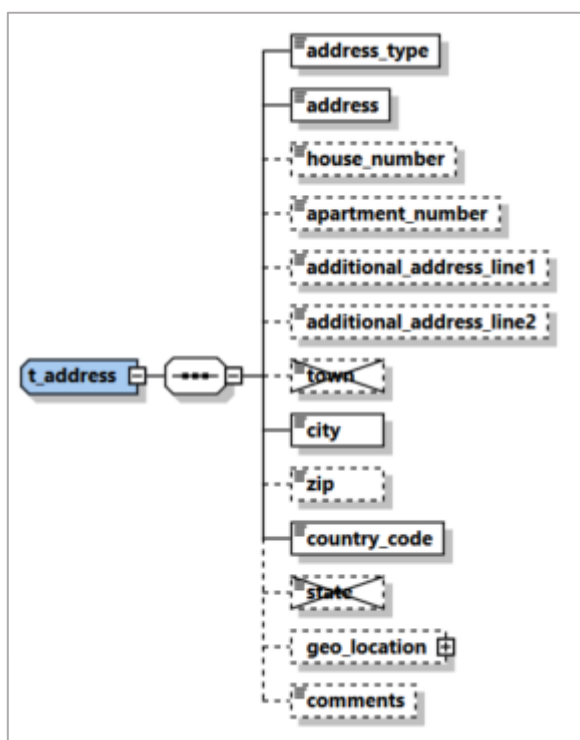 address_type
address
house_number
apartment_number
additional_address_line1
additional_address_line2
t_address
town
city
zip
country_code
state
geo_location
comments